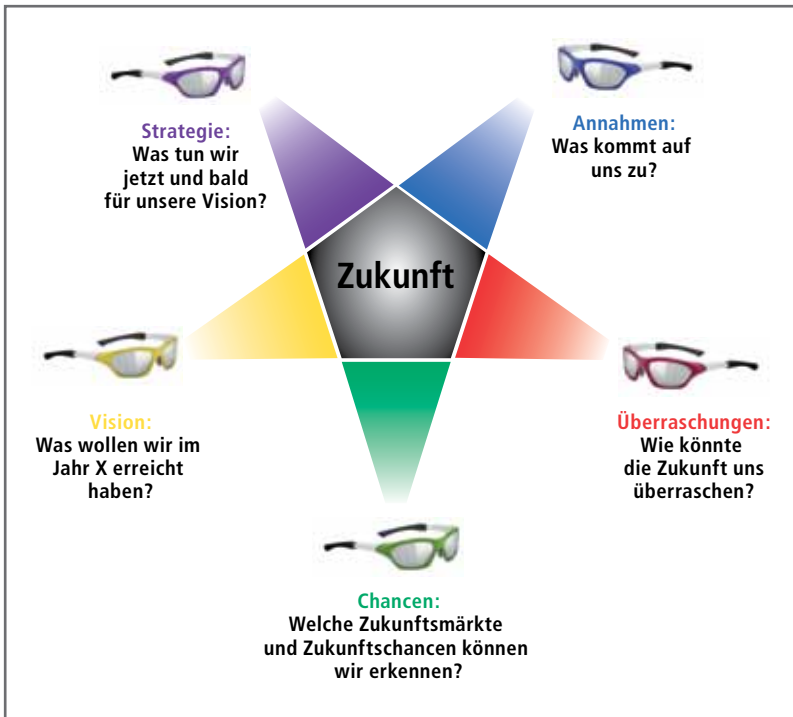 Strategie:
Was tun wir
jetzt und bald
für unsere Vision?
Annahmen:
Was kommt auf
uns zu?
Zukunft
Vision:
Was wollen wir im
Jahr X erreicht
haben?
Überraschungen:
Wie könnte
die Zukunft uns
überraschen?
Chancen:
Welche Zukunftsmärkte
und Zukunftschancen können
wir erkennen?